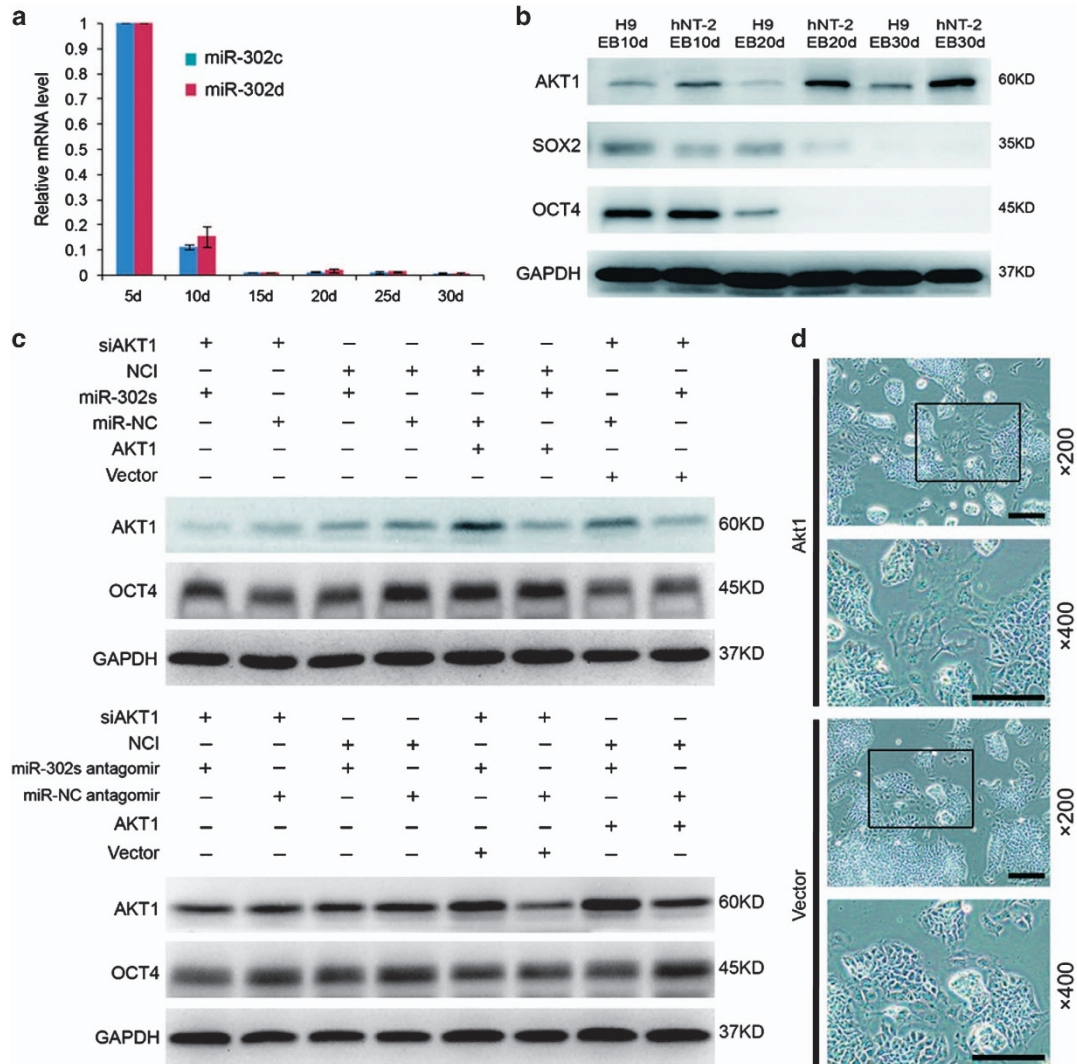 a
Relative mRNA level
1
0.9
0.8
0.7
0.6
0.5
0.4
0.3
0.2
0.1
0
miR-302c
miR-302d
5d 10d 15d 20d 25d 30d
b
H9 hNT-2 H9 hNT-2 H9 hNT-2
EB10d EB10d EB20d EB20d EB30d EB30d
AKT1 60KD
SOX2 35KD
OCT4 45KD
GAPDH 37KD
c
siAKT1 + + – – – – + +
NCI – – + + + + – –
miR-302s + – + – – + – +
miR-NC – + – + + – + –
AKT1 – – – – + + – –
Vector – – – – – – + +
AKT1 60KD
OCT4 45KD
GAPDH 37KD
siAKT1 + + – – + + – –
NCI – – + + – – + +
miR-302s antagomir + – + – + – + –
miR-NC antagomir – + – + – + – +
AKT1 – – – – – – + +
Vector – – – – + + – –
AKT1 60KD
OCT4 45KD
GAPDH 37KD
d
Akt1
×200
×400
Vector
×200
×400